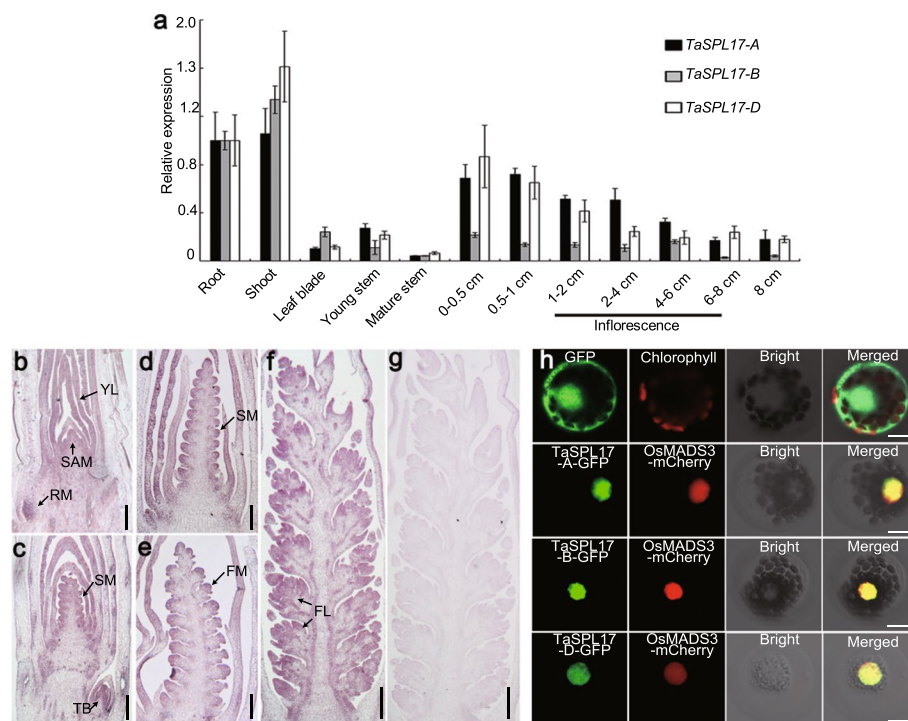 a
2.0
1.3
1.2
0.8
0.4
0
Relative expression
TaSPL17-A
TaSPL17-B
TaSPL17-D
Root
Shoot
Leaf blade
Young stem
Mature stem
0-0.5 cm
0.5-1 cm
1-2 cm
2-4 cm
4-6 cm
6-8 cm
8 cm
Inflorescence
b
YL
SAM
RM
c
SM
TB
d
SM
e
FM
f
FL
g
h
GFP
Chlorophyll
Bright
Merged
TaSPL17
-A-GFP
OsMADS3
-mCherry
Bright
Merged
TaSPL17
-B-GFP
OsMADS3
-mCherry
Bright
Merged
TaSPL17
-D-GFP
OsMADS3
-mCherry
Bright
Merged